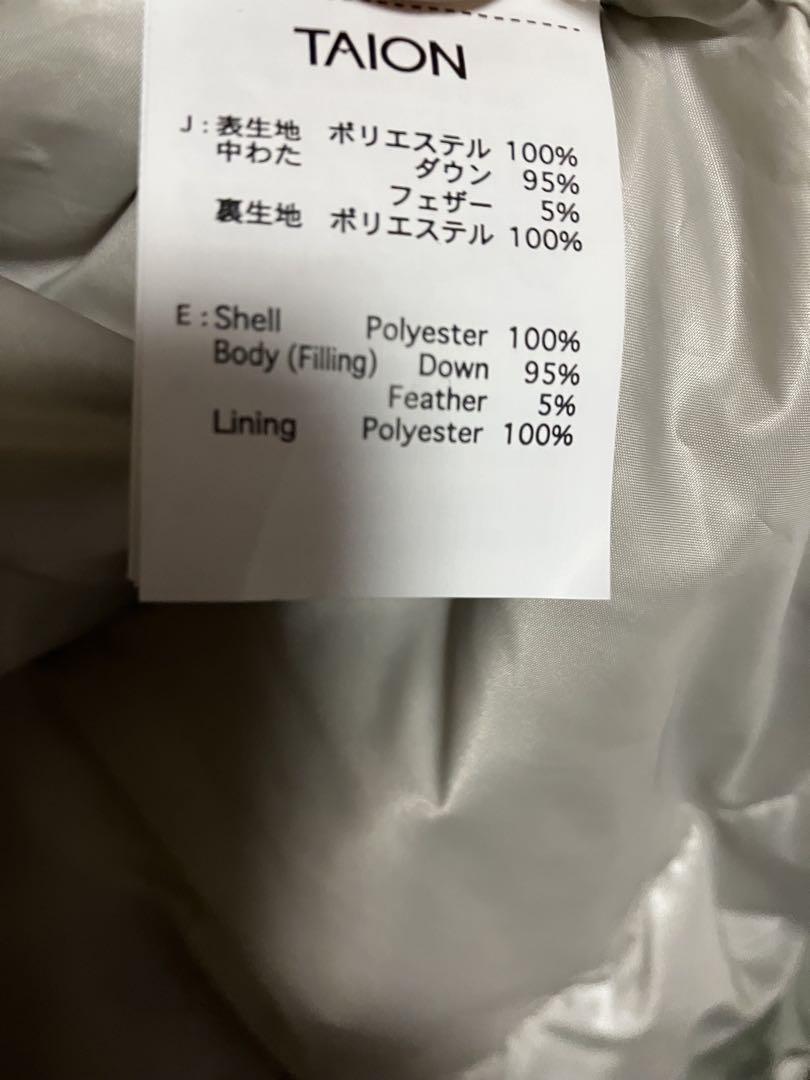 TAION
J:表生地 ポリエステル 100%
中わた ダウン 95%
フェザー 5%
裏生地 ポリエステル 100%
E:Shell Polyester 100%
Body (Filling) Down 95%
Feather 5%
Lining Polyester 100%